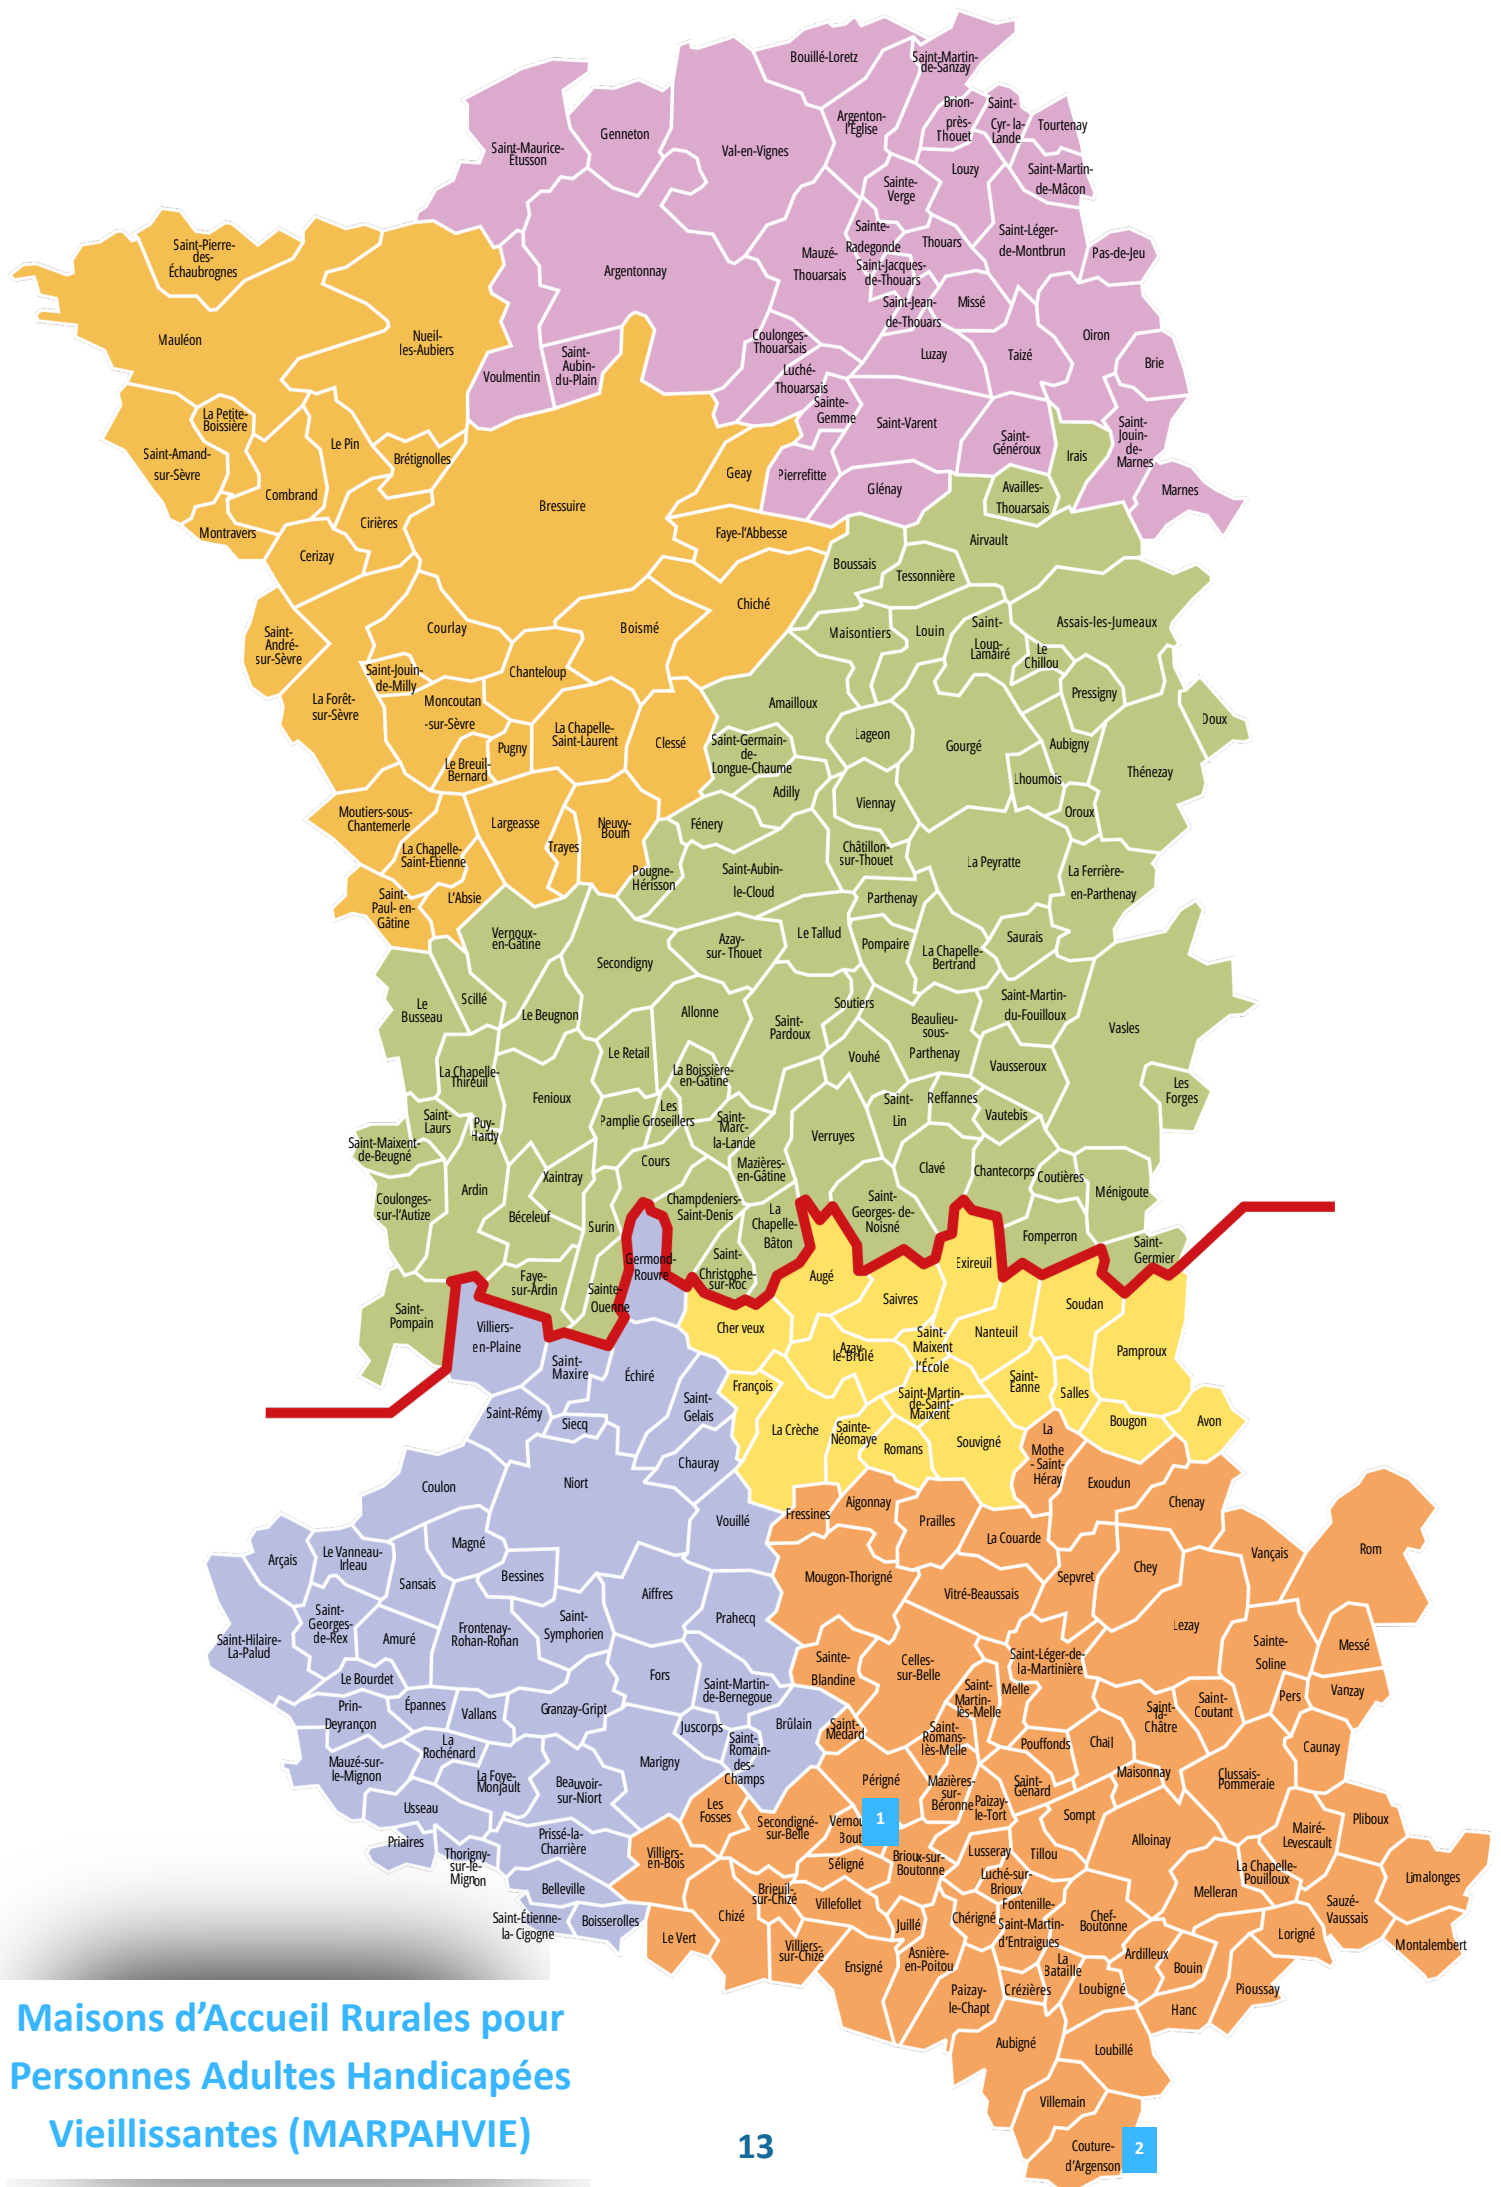 Bouillé-Loretz
Saint-Martin-
de-Sanzay
Argenton-
l'Église
Brion-
près-
Thouet
Saint-
Cyr- la-
Lande
Tourtenay
Genneton
Saint-Maurice-
Étusson
Val-en-Vignes
Louzy
Saint-Martin-
de-Mâcon
Sainte-
Verge
Saint-Pierre-
des-
Échaubrognes
Argentonnay
Mauzé-
Thouarsais
Sainte-
Radegonde
Thouars
Saint-Léger-
de-Montbrun
Pas-de-Jeu
Saint-Jacques-
de-Thouars
Saint-Jean-
de-Thouars
Missé
Mauléon
Nueil-
les-Aubiers
Voulmentin
Saint-
Aubin-
du-Plain
Coulonges-
Thouarsais
Luché-
Thouarsais
Luzay
Taizé
Oiron
Brie
Sainte-
Gemme
Saint-Varent
Saint-
Généroux
Irais
Saint-
Jouin-
de-
Marnes
Marnes
La Petite-
Boissière
Saint-Amand-
sur-Sèvre
Le Pin
Brétignolles
Combrand
Cirières
Montravers
Cerizay
Bressuire
Geay
Pierrefitte
Glénay
Availles-
Thouarsais
Faye-l'Abbesse
Airvault
Boussais
Tessonnière
Chiché
Boismé
Courlay
Saint-
André-
sur-Sèvre
Saint-Jouin-
de-Milly
Chanteloup
Maisontiers
Louin
Saint-
Loup-
Lamairé
Le
Chillou
Assais-les-Jumeaux
Pressigny
Doux
La Forêt-
sur-Sèvre
Moncoutan
-sur-Sèvre
La Chapelle-
Saint-Laurent
Clessé
Pugny
Le Breuil-
Bernard
Amailloux
Saint-Germain-
de-
Longue-Chaume
Lageon
Gourgé
Aubigny
Lhoumois
Thénezay
Adilly
Viennay
Oroux
Moutiers-sous-
Chantemerle
Largeasse
Neuvy-
Bouin
Trayes
La Chapelle-
Saint-Étienne
L'Absie
Saint-
Paul- en-
Gâtine
Fénery
Pougne-
Hérisson
Saint-Aubin-
le-Cloud
Châtillon-
sur-Thouet
La Peyratte
La Ferrière-
en-Parthenay
Parthenay
Vernoux-
en-Gâtine
Secondigny
Azay-
sur- Thouet
Le Tallud
Pompaire
La Chapelle-
Bertrand
Saurais
Le
Busseau
Scillé
Le Beugnon
Allonne
Saint-
Pardoux
Soutiers
Beaulieu-
sous-
Parthenay
Saint-Martin-
du-Fouilloux
Vasles
Le Retail
La Boissière-
en-Gâtine
Vouhé
Vausseroux
La Chapelle-
Thireuil
Fenioux
Les
Forges
Saint-
Laurs
Puy-
Hardy
Pamplie
Les
Groseillers
Saint-
Marc-
la-Lande
Verruyes
Saint-
Lin
Reffannes
Vautebis
Saint-Maixent-
de-Beugné
Coulonges-
sur-l'Autize
Ardin
Xaintray
Béceleuf
Cours
Mazières-
en-Gâtine
Clavé
Chantecorps
Coutières
Ménigoute
Surin
Champdeniers-
Saint-Denis
La
Chapelle-
Bâton
Saint-
Georges- de-
Noisné
Fomperron
Saint-
Germier
Germond-
Rouvre
Saint-
Christophe-
sur-Roc
Augé
Exireuil
Faye-
sur-Ardin
Sainte-
Ouenne
Saint-
Pompain
Villiers-
en-Plaine
Cher veux
Saivres
Soudan
Nanteuil
Pamproux
Saint-
Maxire
Échiré
Azay-
le-Brûlé
Saint-
Maixent
-
l'École
François
Saint-
Gelais
Saint-Martin-
de-Saint-
Maixent
Saint-
Eanne
Salles
Saint-Rémy
Siecq
La Crèche
Sainte-
Néomaye
Romans
Souvigné
Bougon
Avon
La
Mothe
- Saint-
Héray
Coulon
Niort
Chauray
Exoudun
Chenay
Vouillé
Fressines
Aigonnay
Prailles
La Couarde
Arçais
Le Vanneau-
Irleau
Magné
Sansais
Bessines
Aiffres
Mougon-Thorigné
Vitré-Beaussais
Sepvret
Chey
Vançais
Rom
Saint-Hilaire-
La-Palud
Saint-
Georges-
de-Rex
Amuré
Frontenay-
Rohan-Rohan
Saint-
Symphorien
Prahecq
Lezay
Sainte-
Soline
Messé
Le Bourdet
Fors
Saint-Martin-
de-Bernegoue
Sainte-
Blandine
Celles-
sur-Belle
Saint-Léger-de-
la-Martinière
Melle
Saint-
Martin-
lès-Melle
Pers
Vanzay
Prin-
Deyrançon
Épannes
Vallans
Granzay-Gript
Juscorps
Brûlain
Saint-
Médard
Saint-
Romans-
lès-Melle
Pouffonds
Chail
Saint-
la-
Châtre
Saint-
Coutant
Caunay
Mauzé-sur-
le-Mignon
La
Rochénard
La Foye-
Monjault
Beauvoir-
sur-Niort
Marigny
Saint-
Romain-
des-
Champs
Périgné
Mazières-
sur-
Béronne
Paizay-
le-Tort
Saint-
Génard
Maisonnay
Clussais-
Pommeraie
Usseau
Les
Fosses
Secondigné-
sur-Belle
Vernou
Bout
1
Sompt
Alloinay
Mairé-
Levescault
Pliboux
Priaires
Thorigny-
sur-le-
Mignon
Prissé-la-
Charrière
Villiers-
en-Bois
Séligné
Brioux-sur-
Boutonne
Lusseray
Tillou
Luché-sur-
Brioux
La Chapelle-
Pouilloux
Limalonges
Belleville
Brieuil-
sur-Chizé
Villefollet
Melleran
Sauzé-
Vaussais
Saint-Étienne-
la- Cigogne
Boisserolles
Chizé
Juillé
Chérigné
Fontenille-
Saint-Martin-
d'Entraigues
Chef-
Boutonne
Lorigné
Montalembert
Le Vert
Villiers-
sur-Chizé
Ensigné
Asnière-
en-Poitou
La
Bataille
Ardilleux
Bouin
Paizay-
le-Chapt
Crézières
Loubigné
Hanc
Pioussay
Aubigné
Loubillé
Villemain
Couture-
d'Argenson
2
Maisons d'Accueil Rurales pour
Personnes Adultes Handicapées
Vieillissantes (MARPAHVIE)
13